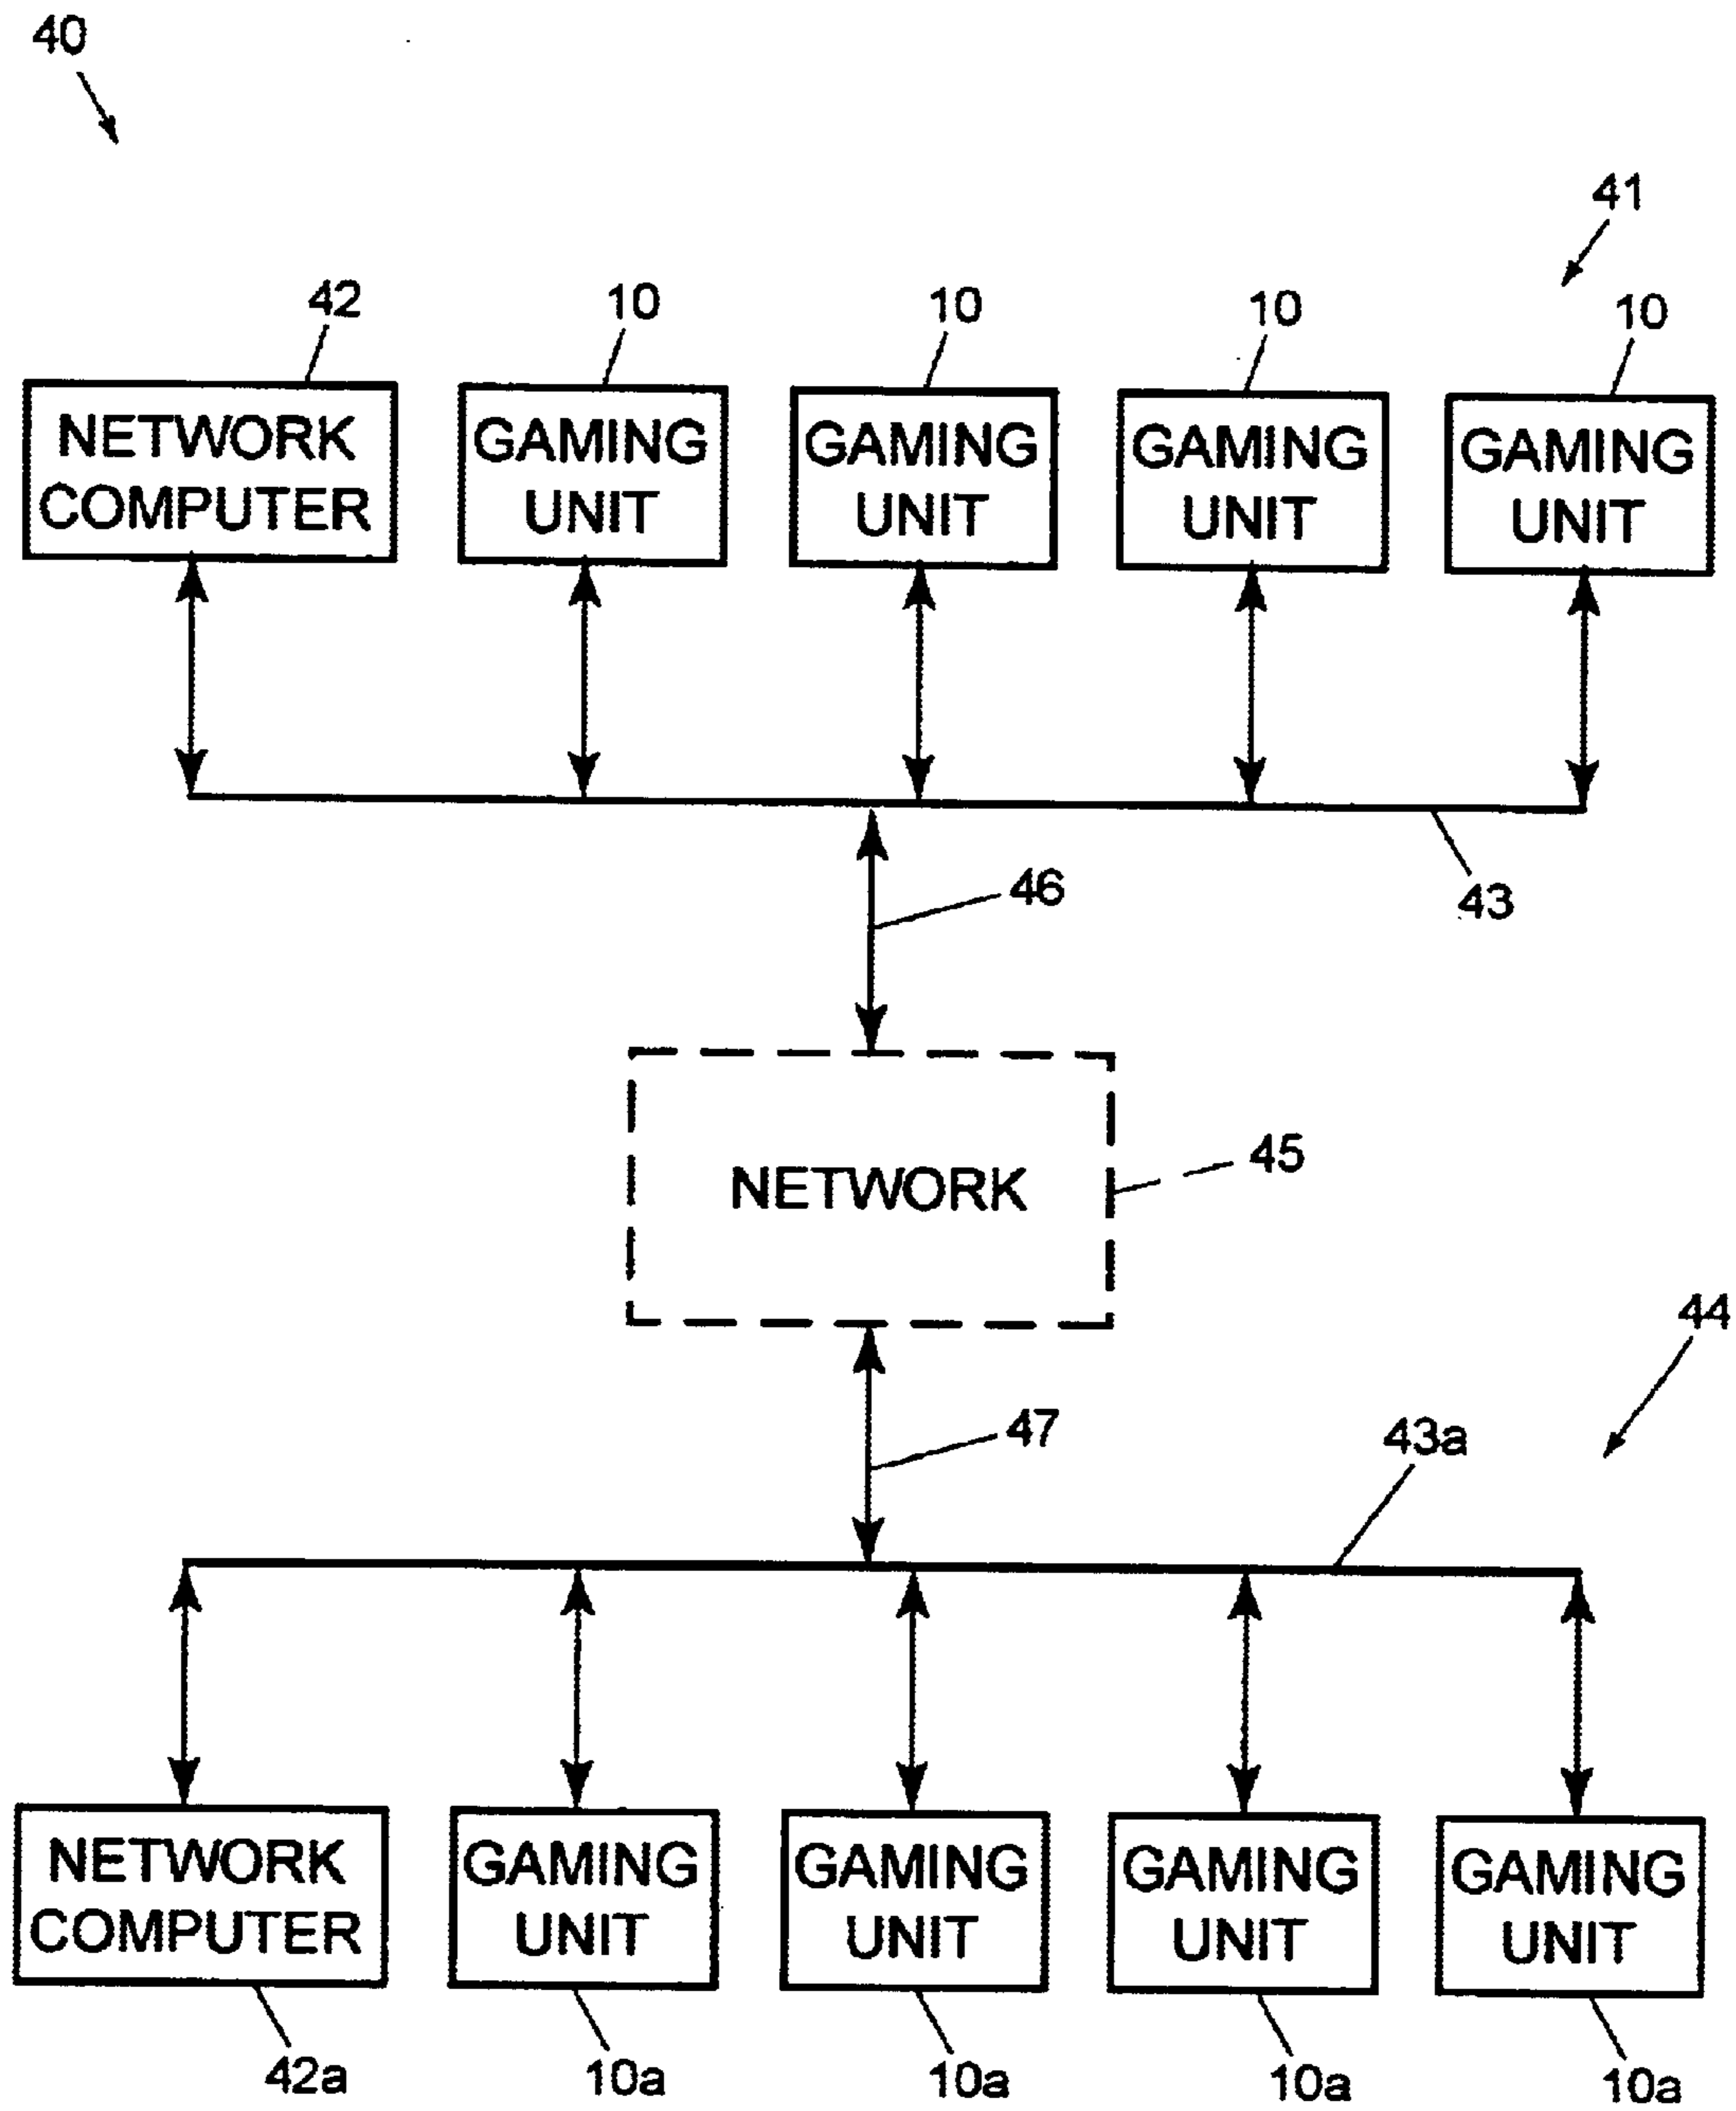 40
41
42
10
10
10
10
NETWORK
COMPUTER
GAMING
UNIT
GAMING
UNIT
GAMING
UNIT
GAMING
UNIT
46
43
NETWORK
45
44
47
43a
NETWORK
COMPUTER
GAMING
UNIT
GAMING
UNIT
GAMING
UNIT
GAMING
UNIT
42a
10a
10a
10a
10a